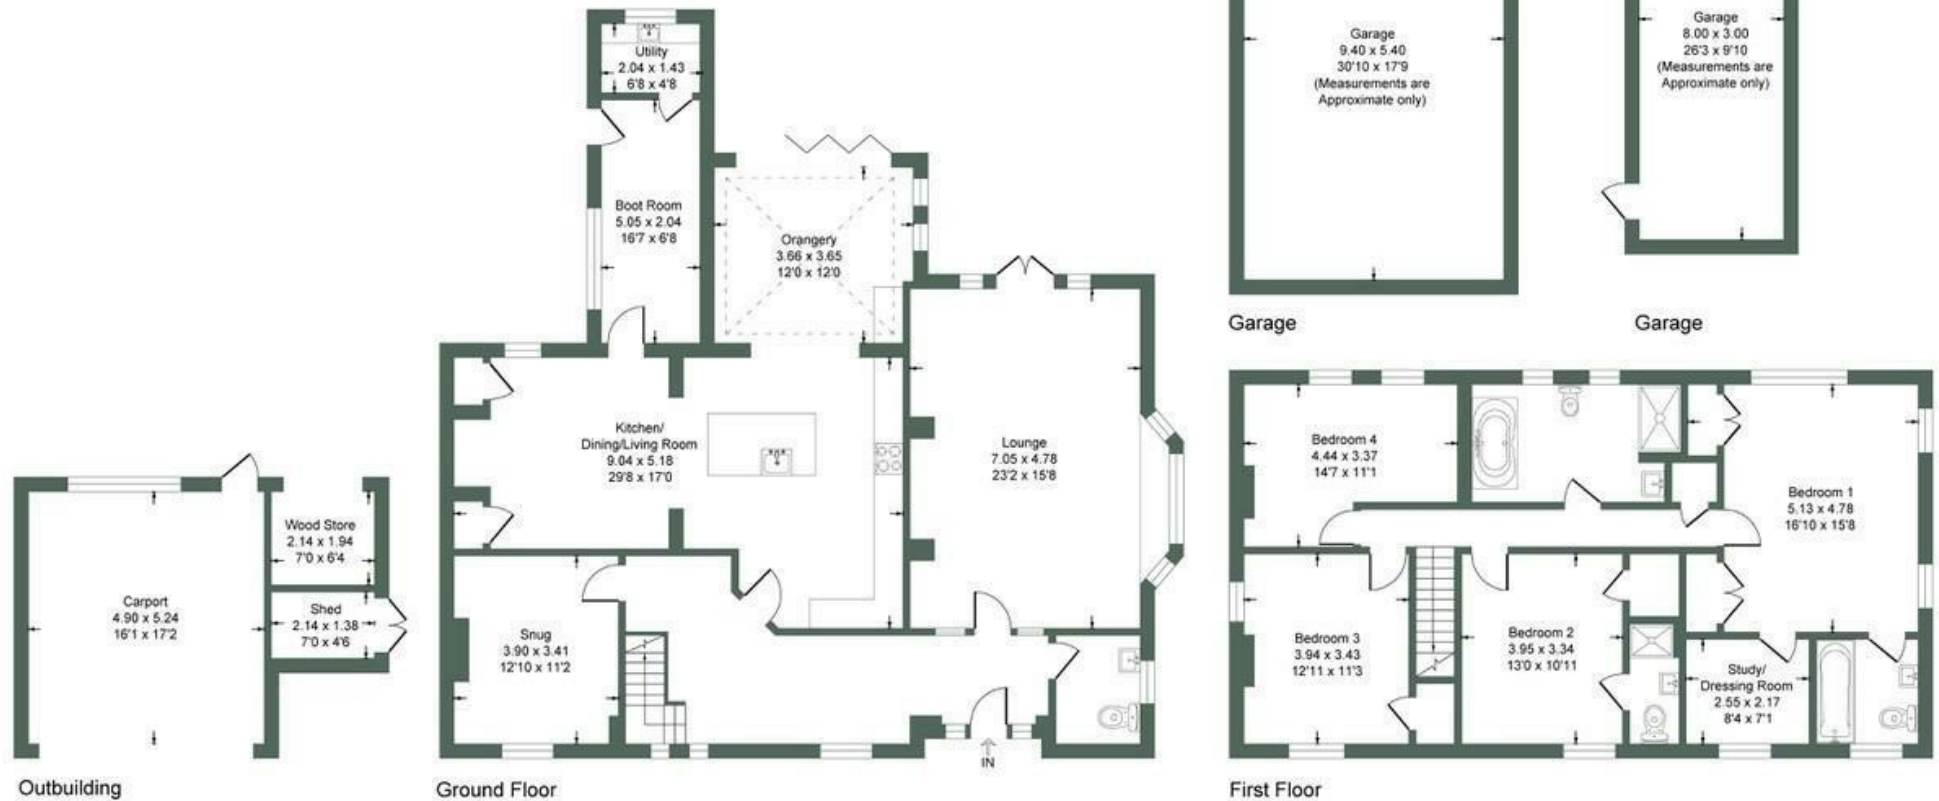 Utility
2.04 x 1.43
6'8 x 4'8
Boot Room
5.05 x 2.04
16'7 x 6'8
Orangery
3.66 x 3.65
12'0 x 12'0
Kitchen/
Dining/Living Room
9.04 x 5.18
29'8 x 17'0
Lounge
7.05 x 4.78
23'2 x 15'8
Snug
3.90 x 3.41
12'10 x 11'2
IN
Ground Floor
Wood Store
2.14 x 1.94
7'0 x 6'4
Carport
4.90 x 5.24
16'1 x 17'2
Shed
2.14 x 1.38
7'0 x 4'6
Outbuilding
Garage
9.40 x 5.40
30'10 x 17'9
(Measurements are
Approximate only)
Garage
Garage
8.00 x 3.00
26'3 x 9'10
(Measurements are
Approximate only)
Garage
Bedroom 4
4.44 x 3.37
14'7 x 11'1
Bedroom 1
5.13 x 4.78
16'10 x 15'8
Bedroom 3
3.94 x 3.43
12'11 x 11'3
Bedroom 2
3.95 x 3.34
13'0 x 10'11
Study/
Dressing Room
2.55 x 2.17
8'4 x 7'1
First Floor